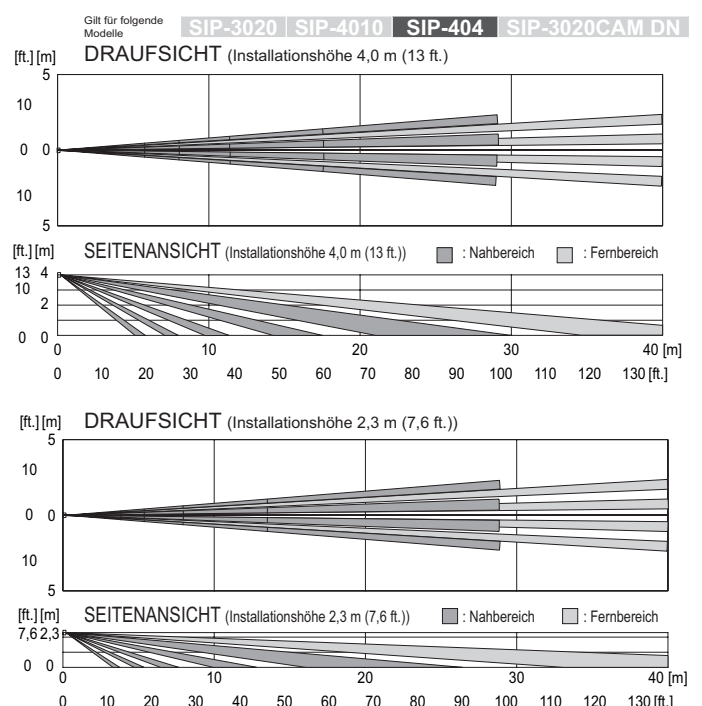 Gilt für folgende
Modelle
SIP-3020 SIP-4010 SIP-404 SIP-3020CAM DN
[ft.] [m] DRAUFSICHT (Installationshöhe 4,0 m (13 ft.)
5
10
0 0
10
5
[ft.] [m] SEITENANSICHT (Installationshöhe 4,0 m (13 ft.)) : Nahbereich : Fernbereich
13 4
10
2
0 0
0 10 20 30 40 [m]
0 10 20 30 40 50 60 70 80 90 100 110 120 130 [ft.]
[ft.] [m] DRAUFSICHT (Installationshöhe 2,3 m (7,6 ft.))
5
10
0 0
10
5
[ft.] [m] SEITENANSICHT (Installationshöhe 2,3 m (7,6 ft.)) : Nahbereich : Fernbereich
7,6 2,3
0 0
0 10 20 30 40 [m]
0 10 20 30 40 50 60 70 80 90 100 110 120 130 [ft.]